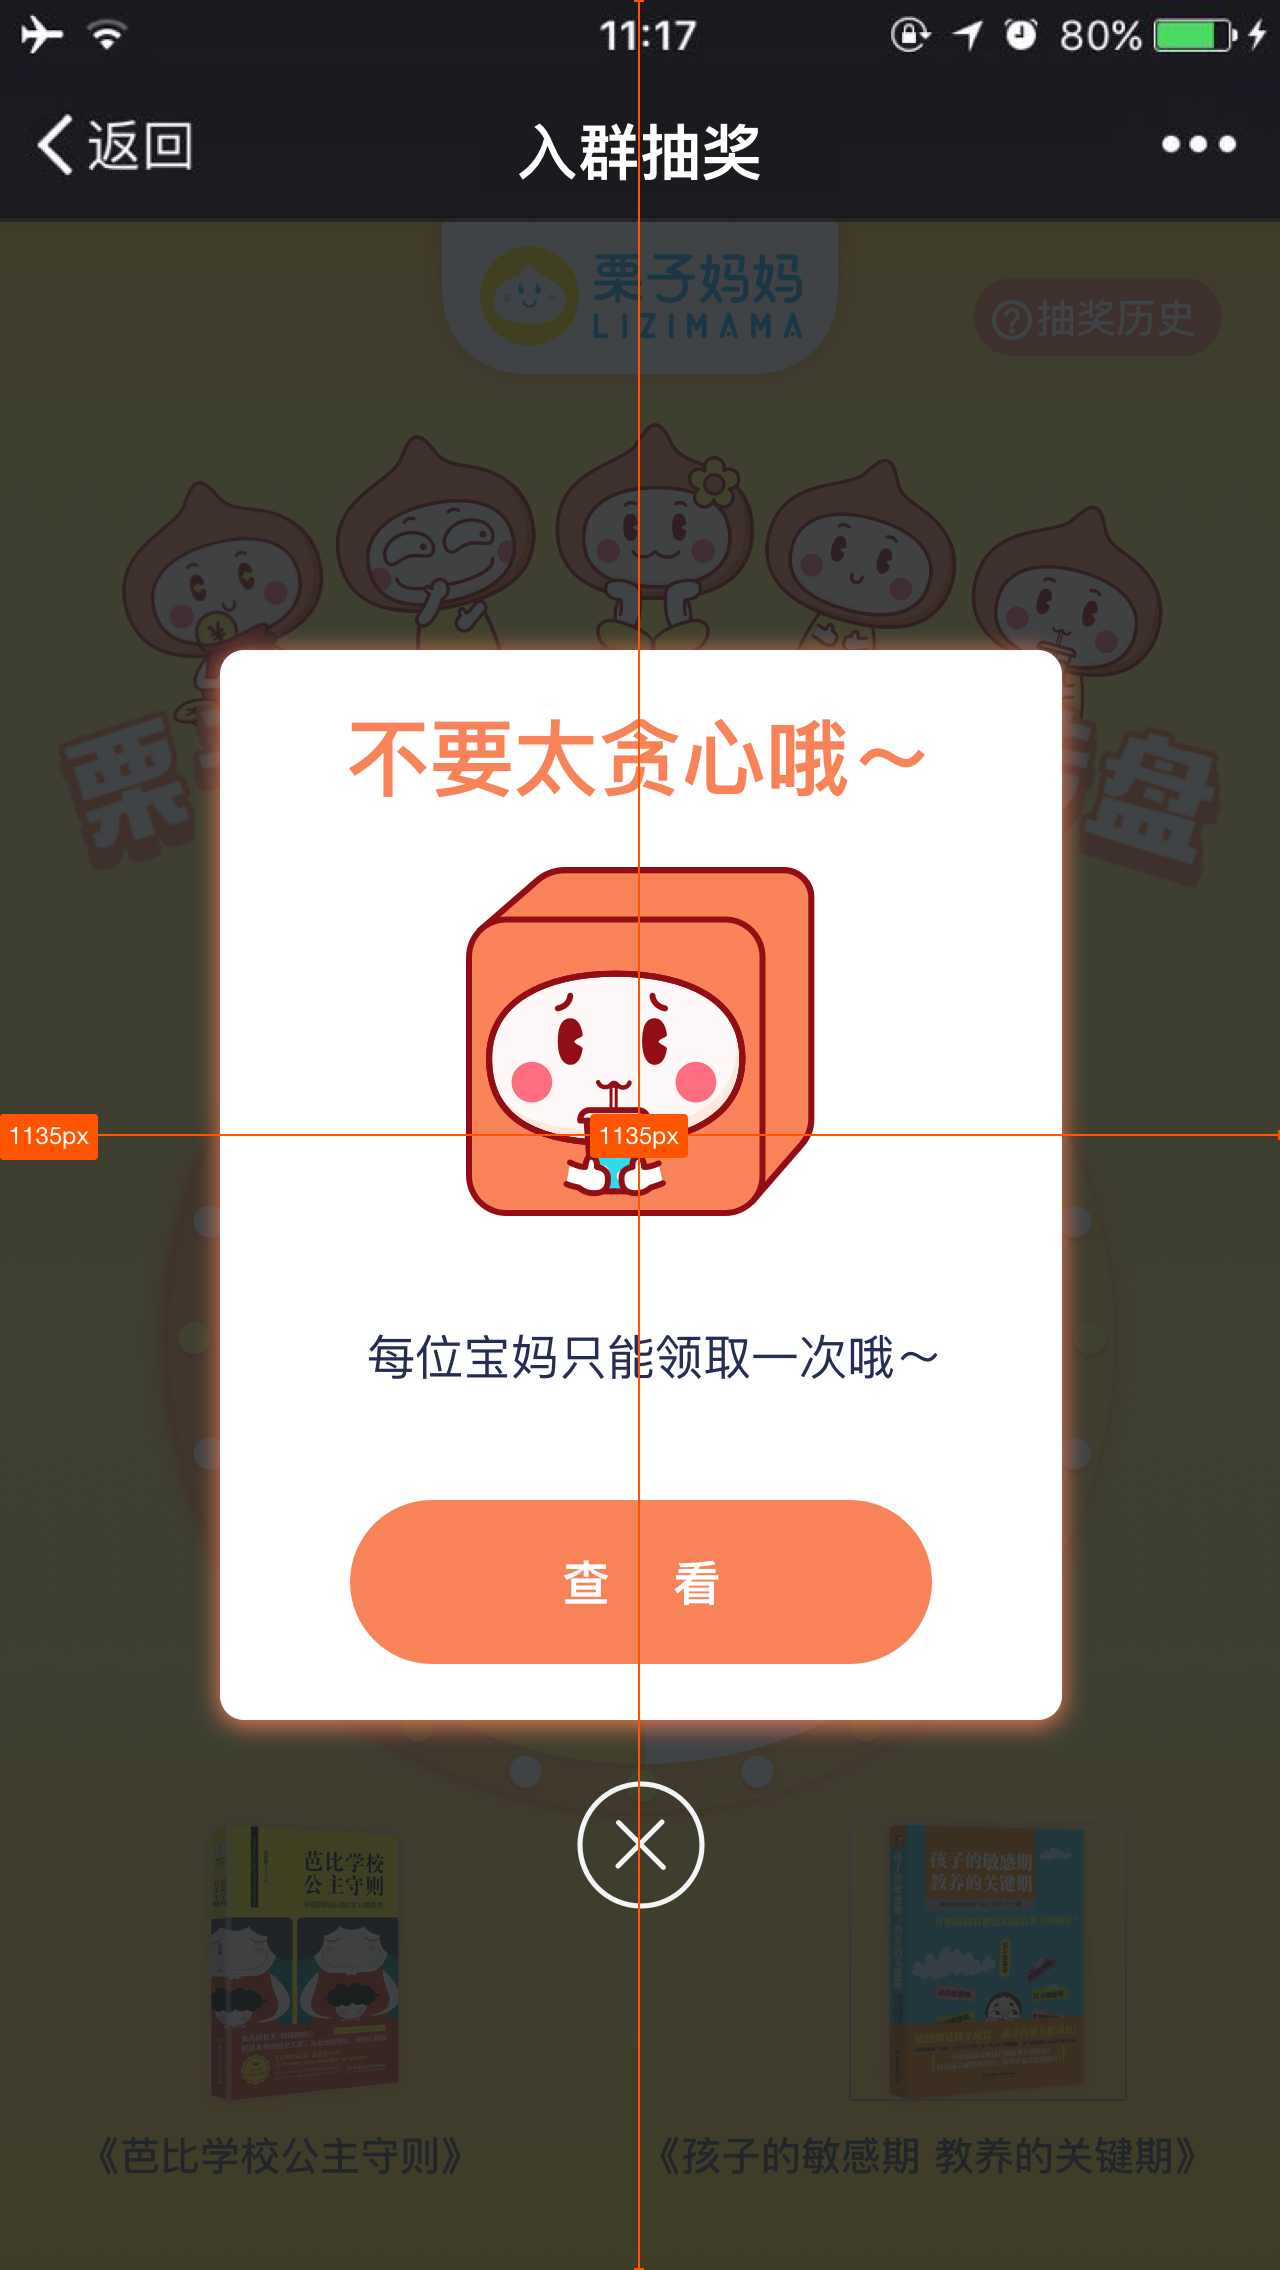 11:17
80%
返回
入群抽奖
栗子妈妈
LIZIMAMA
?抽奖历史
¥
栗
转盘
不要太贪心哦～
1135px
1135px
每位宝妈只能领取一次哦～
查 看
芭比学校
公主守则
孩子的敏感期
教养的关键期
《芭比学校公主守则》
《孩子的敏感期 教养的关键期》